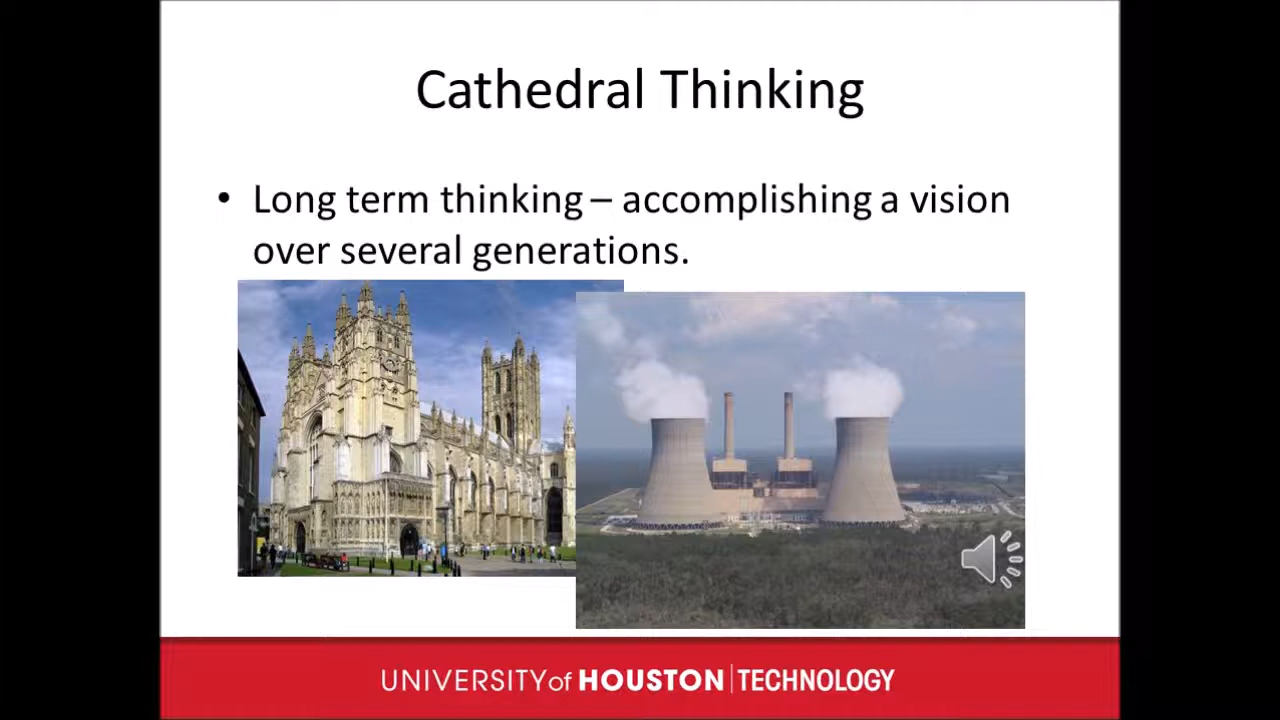 Cathedral Thinking
• Long term thinking – accomplishing a vision
over several generations.
UNIVERSITY of HOUSTON | TECHNOLOGY